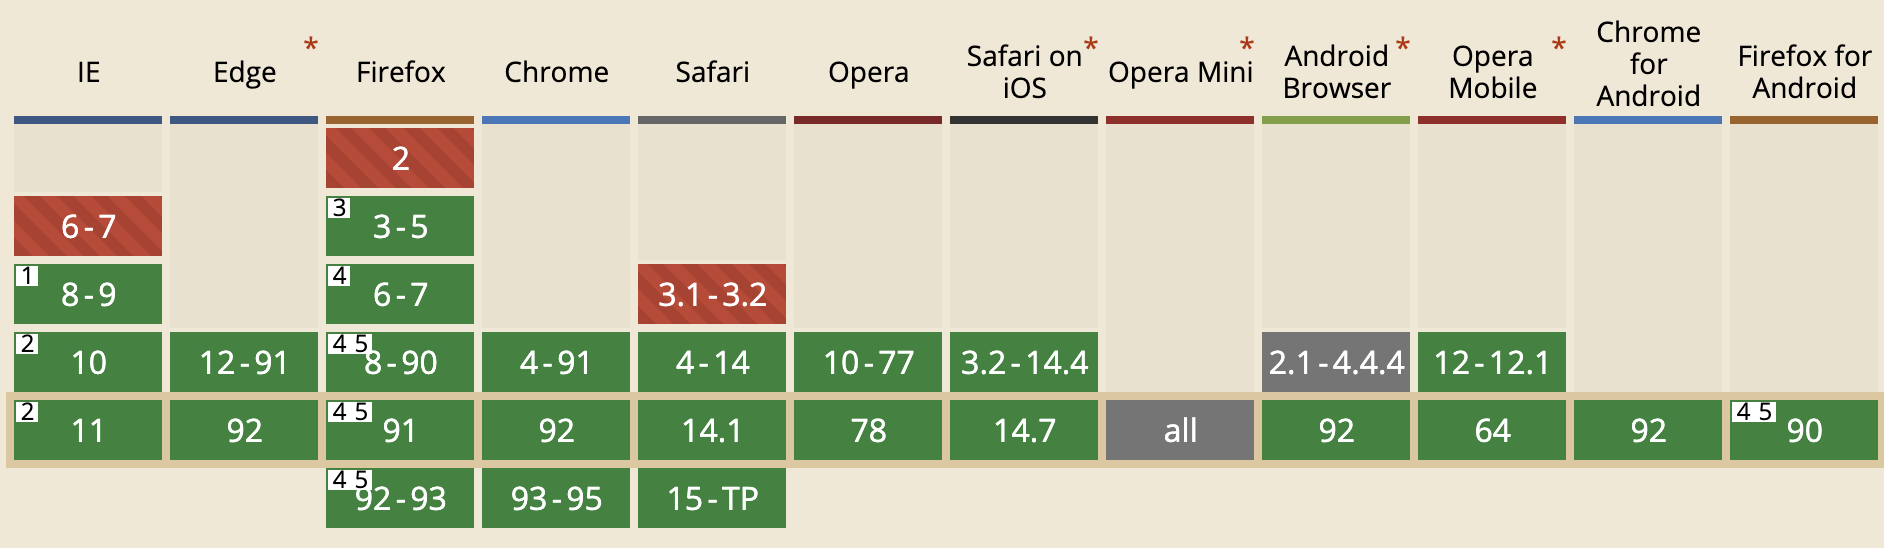 IE
Edge
*
Firefox
Chrome
Safari
Opera
Safari on
iOS
*
Opera Mini
*
Android
Browser
*
Opera
Mobile
*
Chrome
for
Android
Firefox for
Android
2
6-7
3
3-5
1
8-9
4
6-7
3.1-3.2
2
10
12-91
4 5
8-90
4-91
4-14
10-77
3.2-14.4
2.1-4.4.4
12-12.1
2
11
92
4 5
91
92
14.1
78
14.7
all
92
64
92
4 5
90
4 5
92-93
93-95
15-TP